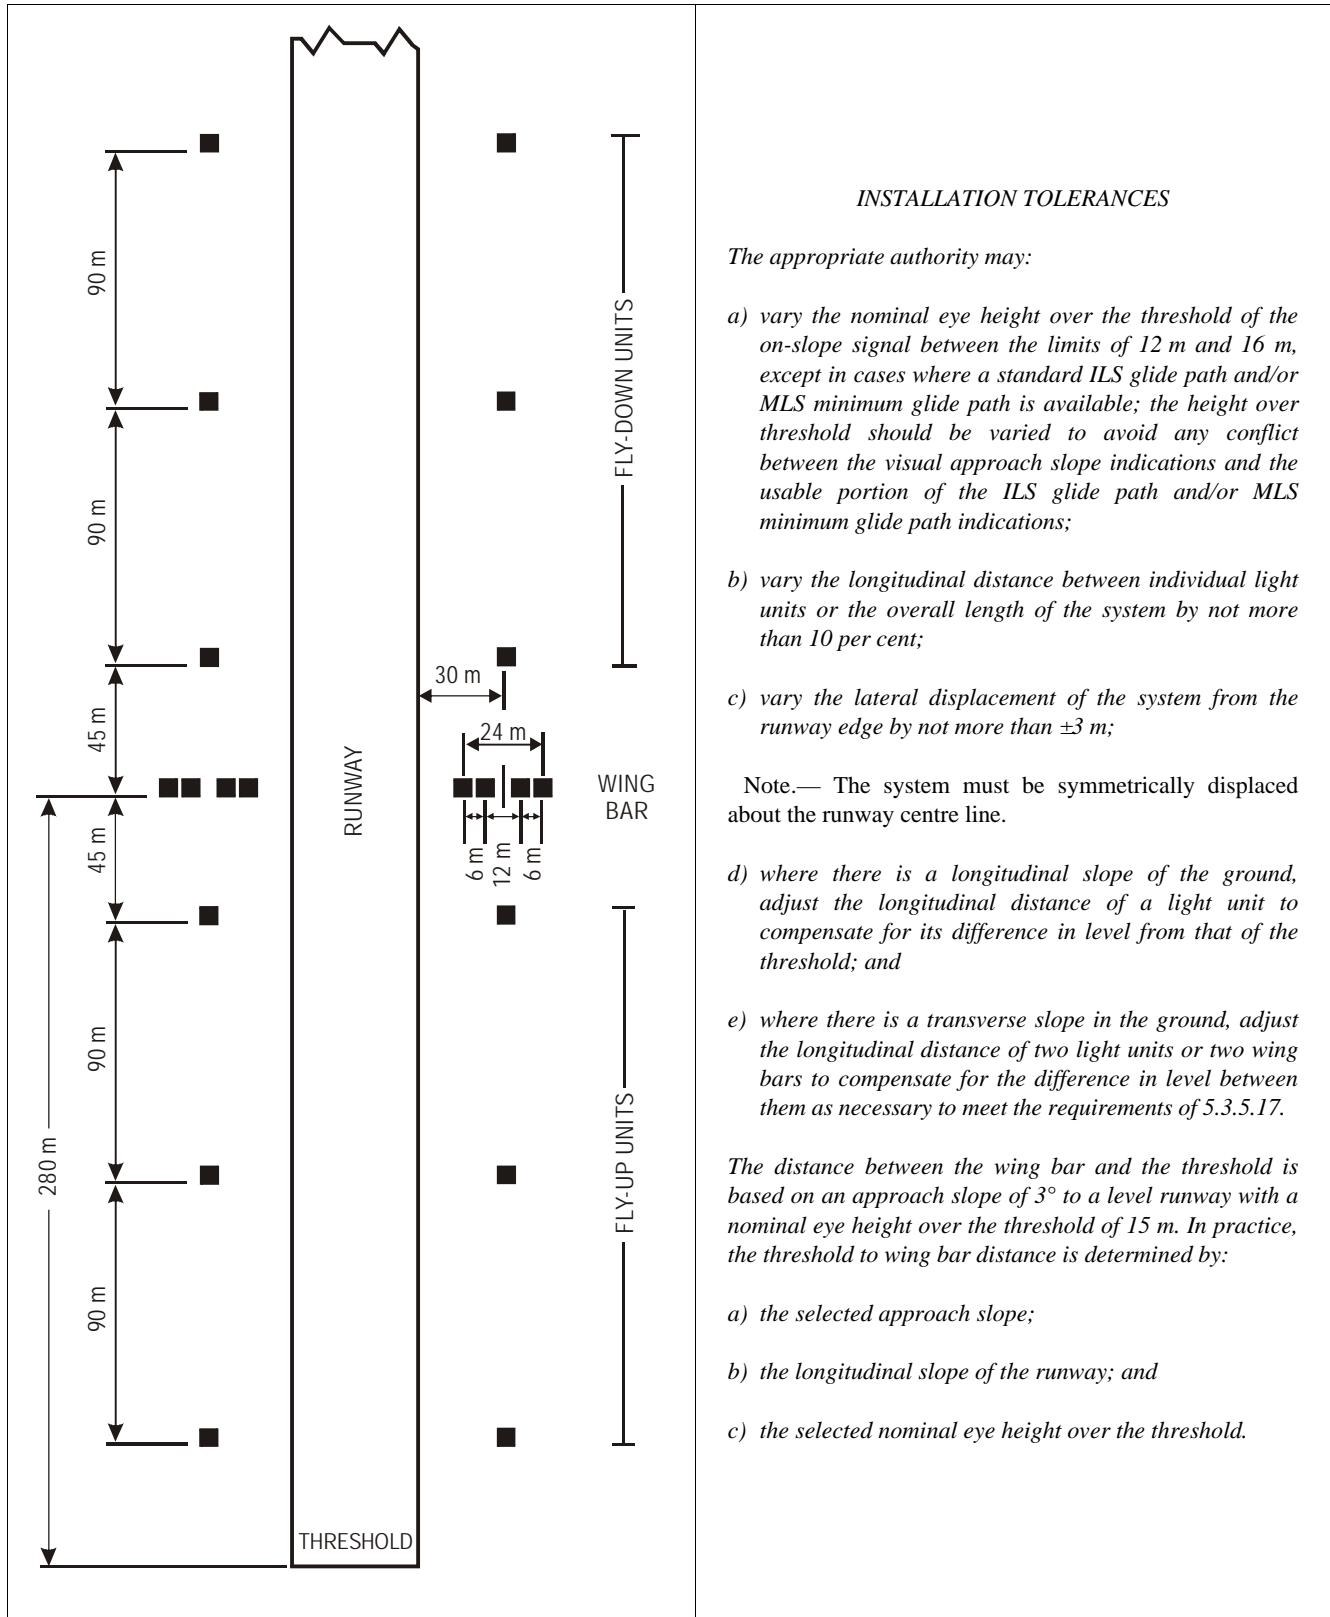 90 m
90 m
45 m
45 m
90 m
90 m
280 m
RUNWAY
THRESHOLD
30 m
24 m
6 m
12 m
6 m
FLY-DOWN UNITS
WING
BAR
FLY-UP UNITS
INSTALLATION TOLERANCES
The appropriate authority may:
a) vary the nominal eye height over the threshold of the
on-slope signal between the limits of 12 m and 16 m,
except in cases where a standard ILS glide path and/or
MLS minimum glide path is available; the height over
threshold should be varied to avoid any conflict
between the visual approach slope indications and the
usable portion of the ILS glide path and/or MLS
minimum glide path indications;
b) vary the longitudinal distance between individual light
units or the overall length of the system by not more
than 10 per cent;
c) vary the lateral displacement of the system from the
runway edge by not more than ±3 m;
Note.— The system must be symmetrically displaced
about the runway centre line.
d) where there is a longitudinal slope of the ground,
adjust the longitudinal distance of a light unit to
compensate for its difference in level from that of the
threshold; and
e) where there is a transverse slope in the ground, adjust
the longitudinal distance of two light units or two wing
bars to compensate for the difference in level between
them as necessary to meet the requirements of 5.3.5.17.
The distance between the wing bar and the threshold is
based on an approach slope of 3° to a level runway with a
nominal eye height over the threshold of 15 m. In practice,
the threshold to wing bar distance is determined by:
a) the selected approach slope;
b) the longitudinal slope of the runway; and
c) the selected nominal eye height over the threshold.